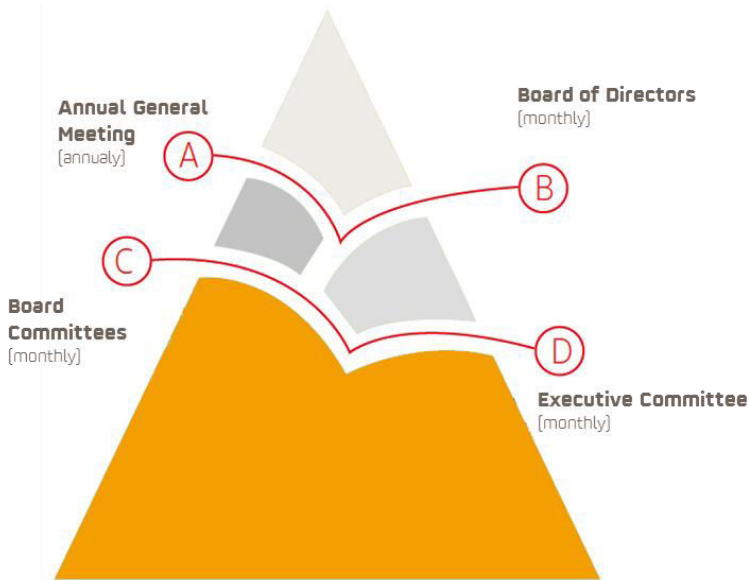 Annual General
Meeting
(annualy)
A
Board of Directors
(monthly)
B
C
Board
Committees
(monthly)
D
Executive Committee
(monthly)